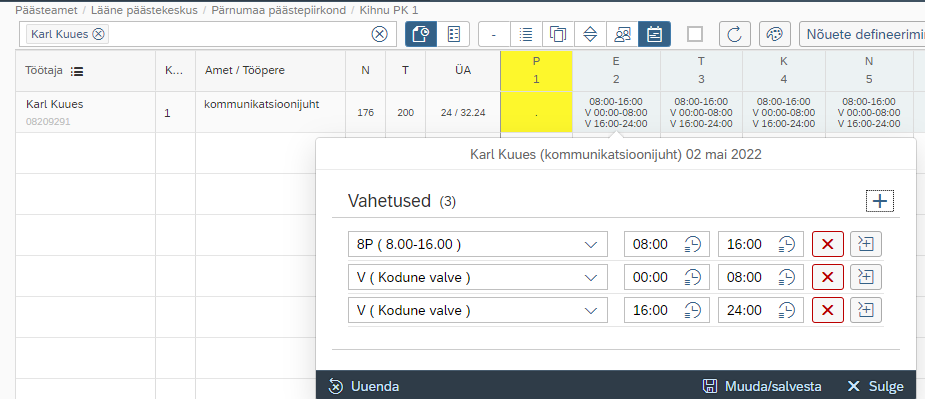 Päästeamet / Lääne päästekeskus / Pärnumaa päästepiirkond / Kihnu PK 1
Karl Kuues
Nõuete defineerimi
Töötaja K... Amet / Tööpere N T ÜA P E T K N
1 2 3 4 5
Karl Kuues 1 kommunikatsioonijuht 176 200 24 / 32.24 . 08:00-16:00 08:00-16:00 08:00-16:00 08:00-16:00
V 00:00-08:00 V 00:00-08:00 V 00:00-08:00 V 00:00-08:00
08209291 V 16:00-24:00 V 16:00-24:00 V 16:00-24:00 V 16:00-24:00
Karl Kuues (kommunikatsioonijuht) 02 mai 2022
Vahetused (3)
8P ( 8.00-16.00 ) 08:00 16:00
V ( Kodune valve ) 00:00 08:00
V ( Kodune valve ) 16:00 24:00
Uuenda Muuda/salvesta Sulge